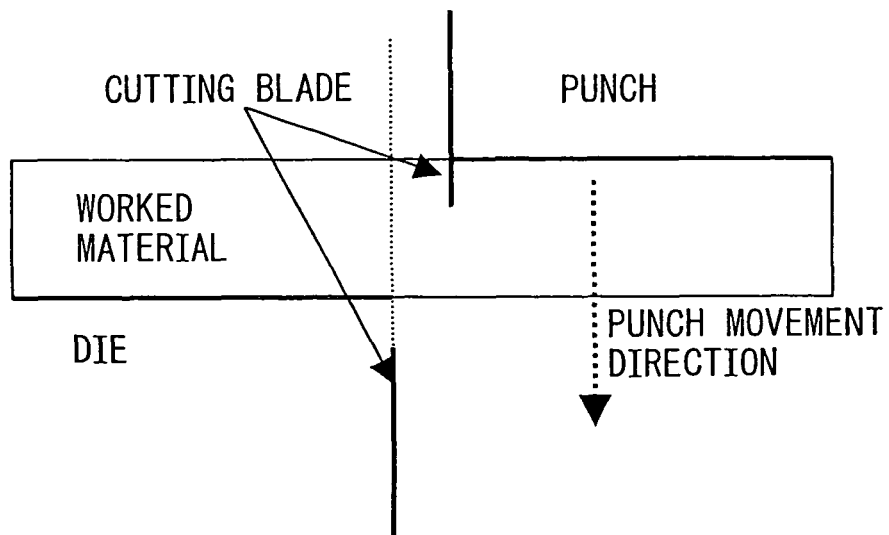 CUTTING BLADE
PUNCH
WORKED
MATERIAL
DIE
PUNCH MOVEMENT
DIRECTION